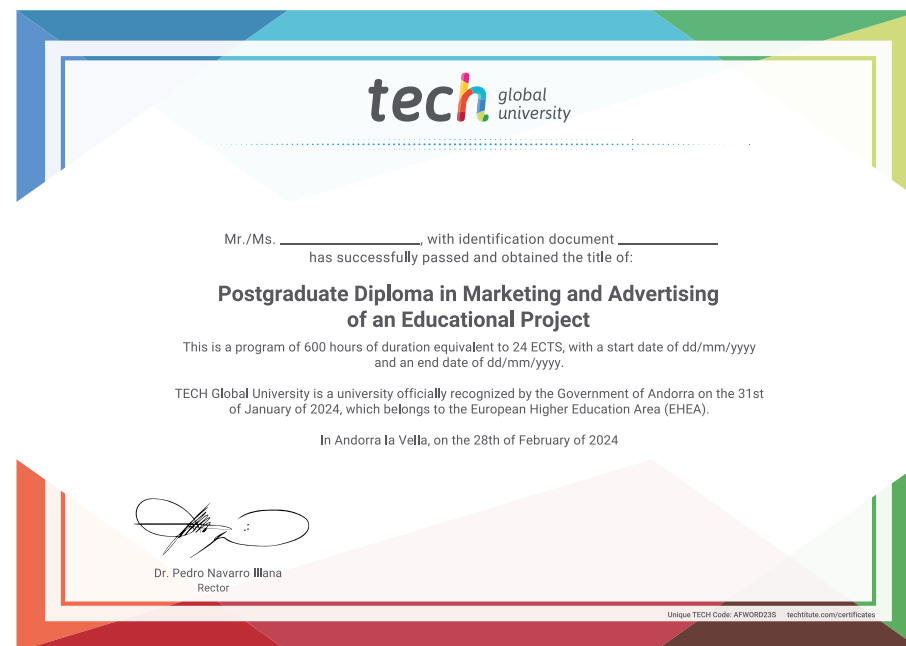 tech global
university
Mr./Ms. ____________, with identification document ____________
has successfully passed and obtained the title of:
Postgraduate Diploma in Marketing and Advertising
of an Educational Project
This is a program of 600 hours of duration equivalent to 24 ECTS, with a start date of dd/mm/yyyy
and an end date of dd/mm/yyyy.
TECH Global University is a university officially recognized by the Government of Andorra on the 31st
of January of 2024, which belongs to the European Higher Education Area (EHEA).
In Andorra la Vella, on the 28th of February of 2024
Dr. Pedro Navarro Illana
Rector
Unique TECH Code: AFWORD23S techtitute.com/certificates